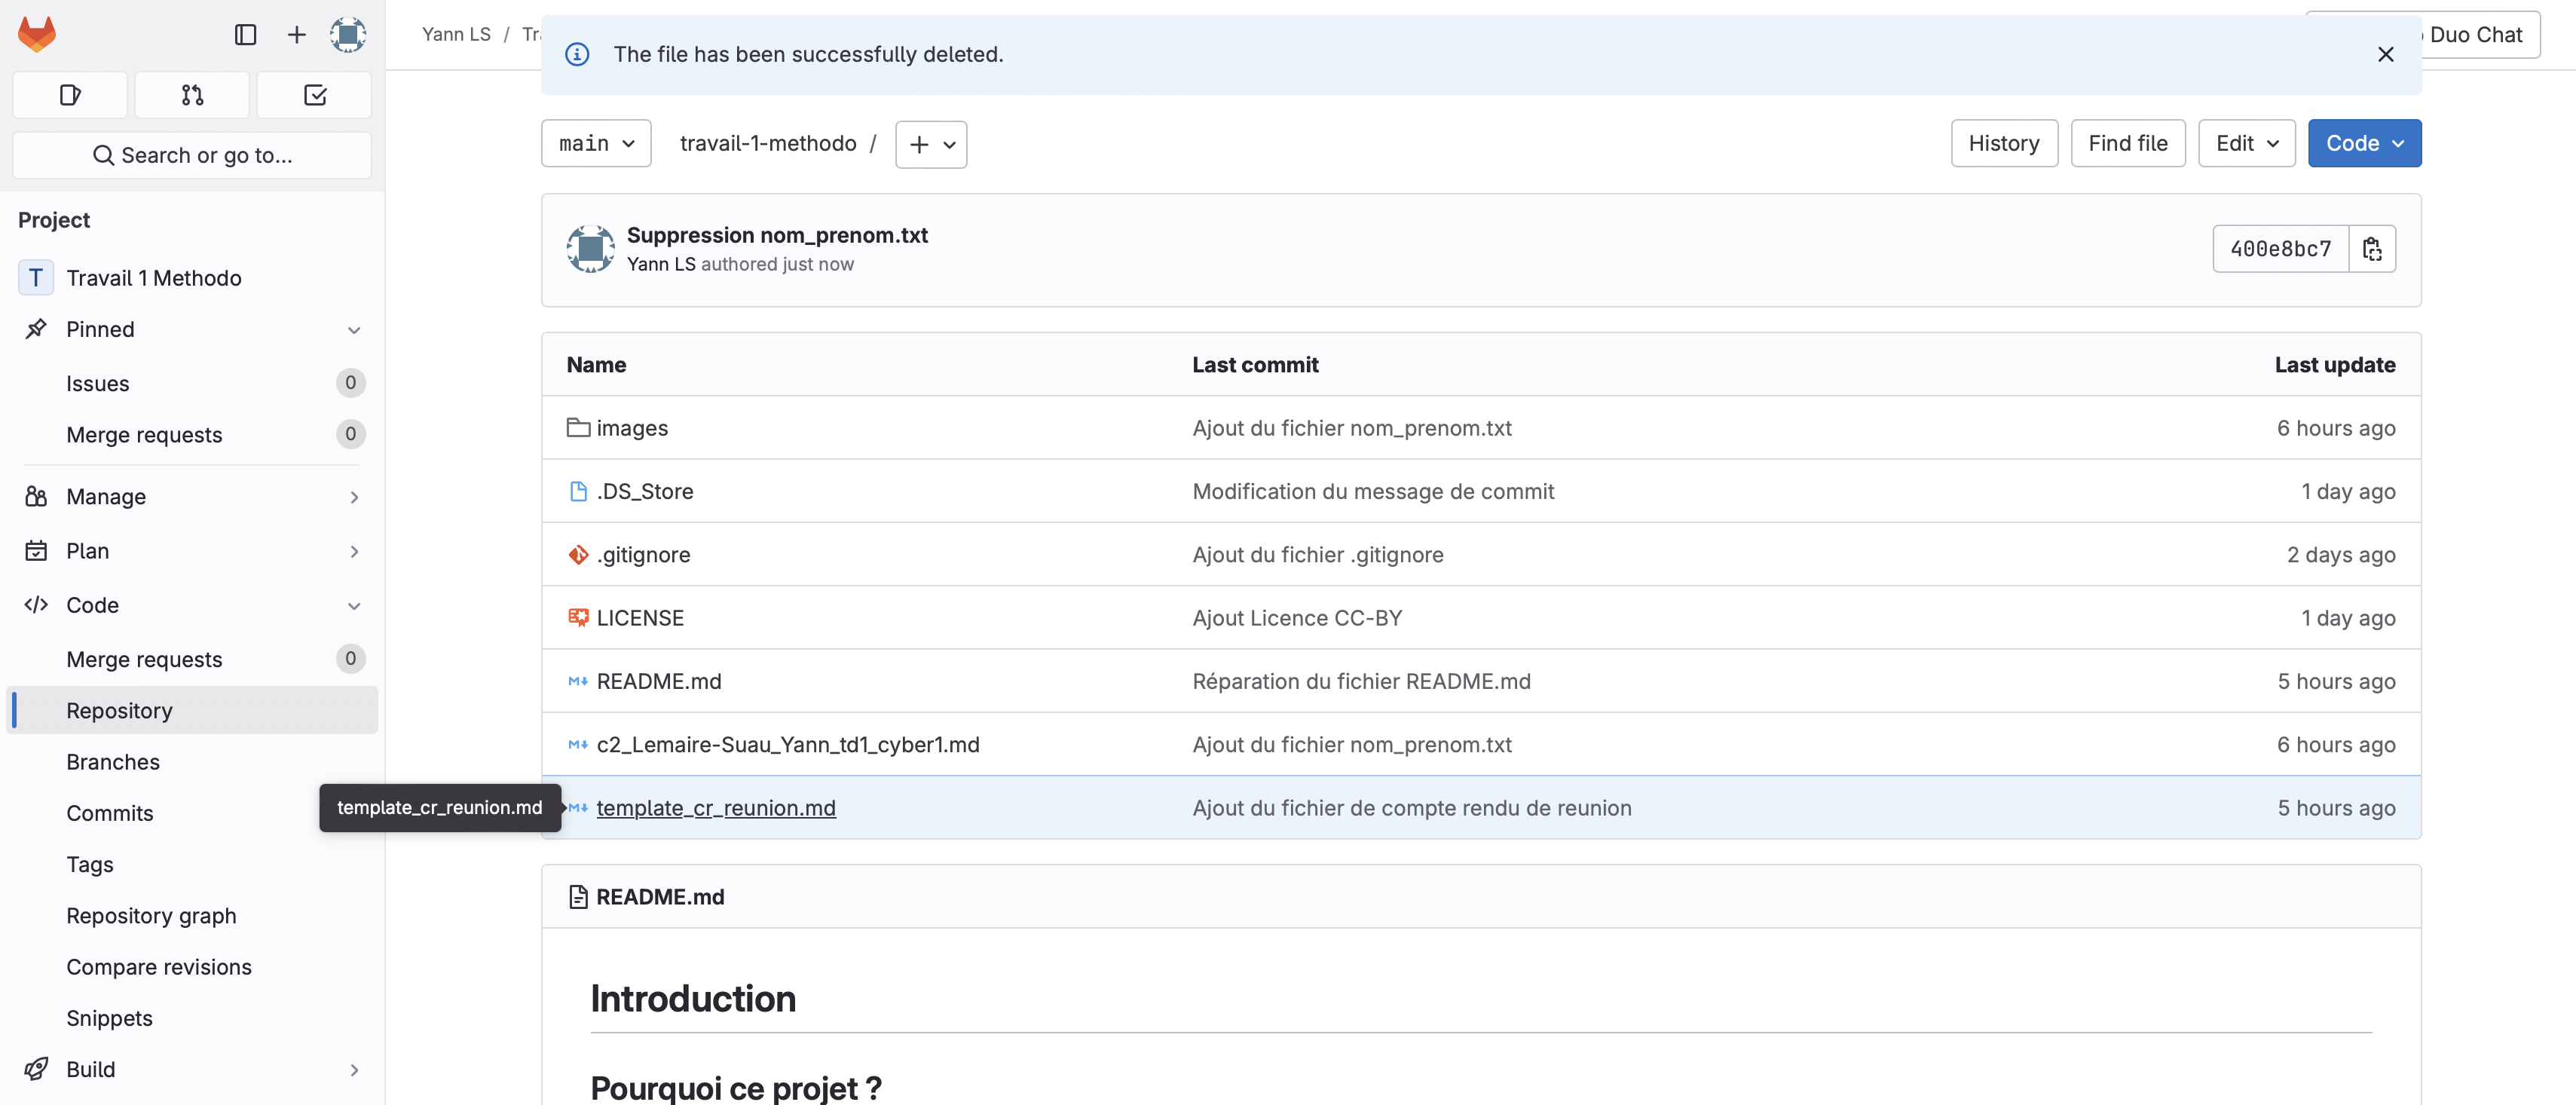 Yann LS / Tr
Duo Chat
The file has been successfully deleted.
Search or go to...
main
travail-1-methodo /
History
Find file
Edit
Code
Project
T Travail 1 Methodo
Pinned
Issues 0
Merge requests 0
Manage
Plan
Code
Merge requests 0
Repository
Branches
Commits
Tags
Repository graph
Compare revisions
Snippets
Build
Suppression nom_prenom.txt
Yann LS authored just now
400e8bc7
Name Last commit Last update
images Ajout du fichier nom_prenom.txt 6 hours ago
.DS_Store Modification du message de commit 1 day ago
.gitignore Ajout du fichier .gitignore 2 days ago
LICENSE Ajout Licence CC-BY 1 day ago
README.md Réparation du fichier README.md 5 hours ago
c2_Lemaire-Suau_Yann_td1_cyber1.md Ajout du fichier nom_prenom.txt 6 hours ago
template_cr_reunion.md
template_cr_reunion.md Ajout du fichier de compte rendu de reunion 5 hours ago
README.md
Introduction
Pourquoi ce projet ?